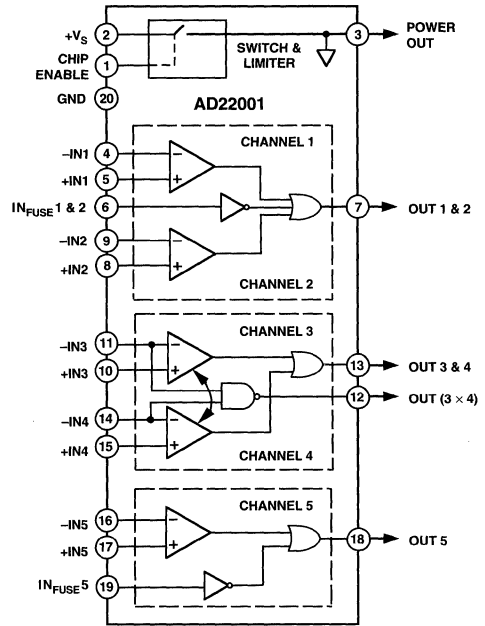 +VS 2
3 POWER
OUT
CHIP
ENABLE 1
SWITCH &
LIMITER
GND 20
AD22001
CHANNEL 1
−IN1 4 −
+IN1 5 +
INFUSE 1 & 2 6
7 OUT 1 & 2
−IN2 9 −
+IN2 8 +
CHANNEL 2
CHANNEL 3
−IN3 11 −
+IN3 10 +
13 OUT 3 & 4
12 OUT (3 × 4)
−IN4 14 −
+IN4 15 +
CHANNEL 4
CHANNEL 5
−IN5 16 −
+IN5 17 +
18 OUT 5
INFUSE5 19